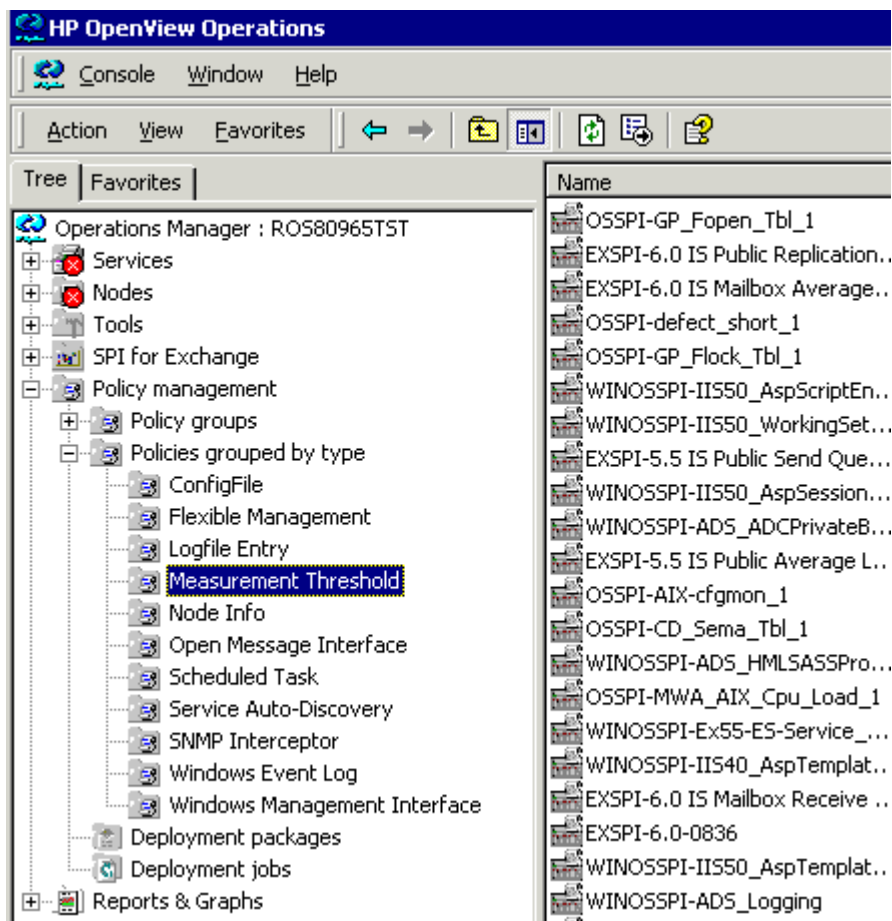 HP OpenView Operations
Console Window Help
Action View Favorites
Tree Favorites
Operations Manager : ROS80965TST
Services
Nodes
Tools
SPI for Exchange
Policy management
Policy groups
Policies grouped by type
ConfigFile
Flexible Management
Logfile Entry
Measurement Threshold
Node Info
Open Message Interface
Scheduled Task
Service Auto-Discovery
SNMP Interceptor
Windows Event Log
Windows Management Interface
Deployment packages
Deployment jobs
Reports & Graphs
Name
OSSPI-GP_Fopen_Tbl_1
EXSPI-6.0 IS Public Replication...
EXSPI-6.0 IS Mailbox Average...
OSSPI-defect_short_1
OSSPI-GP_Flock_Tbl_1
WINOSSPI-IIS50_AspScriptEn...
WINOSSPI-IIS50_WorkingSet...
EXSPI-5.5 IS Public Send Que...
WINOSSPI-IIS50_AspSession...
WINOSSPI-ADS_ADCPrivateB...
EXSPI-5.5 IS Public Average L...
OSSPI-AIX-cfgmon_1
OSSPI-CD_Sema_Tbl_1
WINOSSPI-ADS_HMLSASSPro...
OSSPI-MWA_AIX_Cpu_Load_1
WINOSSPI-Ex55-ES-Service_...
WINOSSPI-IIS40_AspTemplat...
EXSPI-6.0 IS Mailbox Receive ...
EXSPI-6.0-0836
WINOSSPI-IIS50_AspTemplat...
WINOSSPI-ADS_Logging